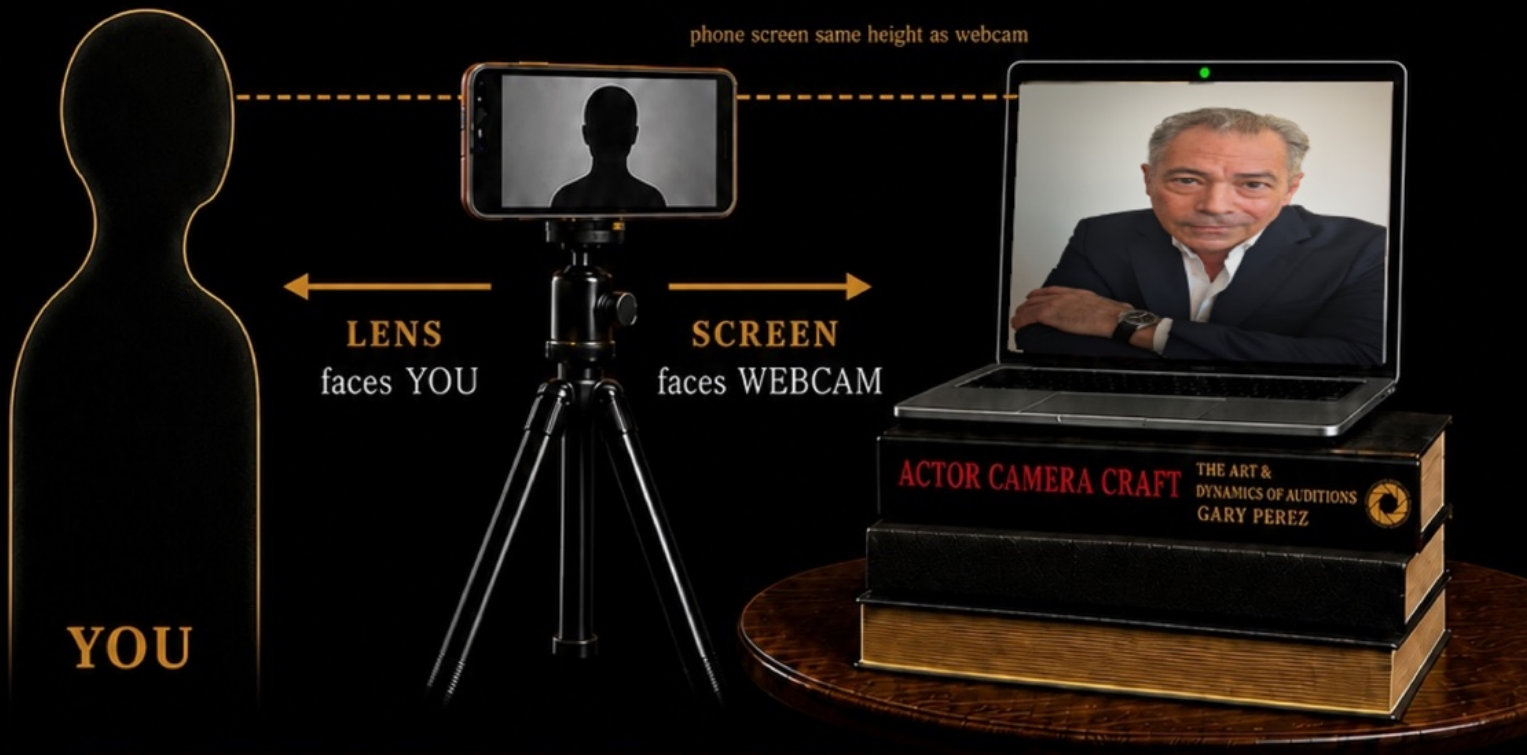 phone screen same height as webcam
LENS
faces YOU
SCREEN
faces WEBCAM
ACTOR CAMERA CRAFT
THE ART &
DYNAMICS OF AUDITIONS
GARY PEREZ
YOU